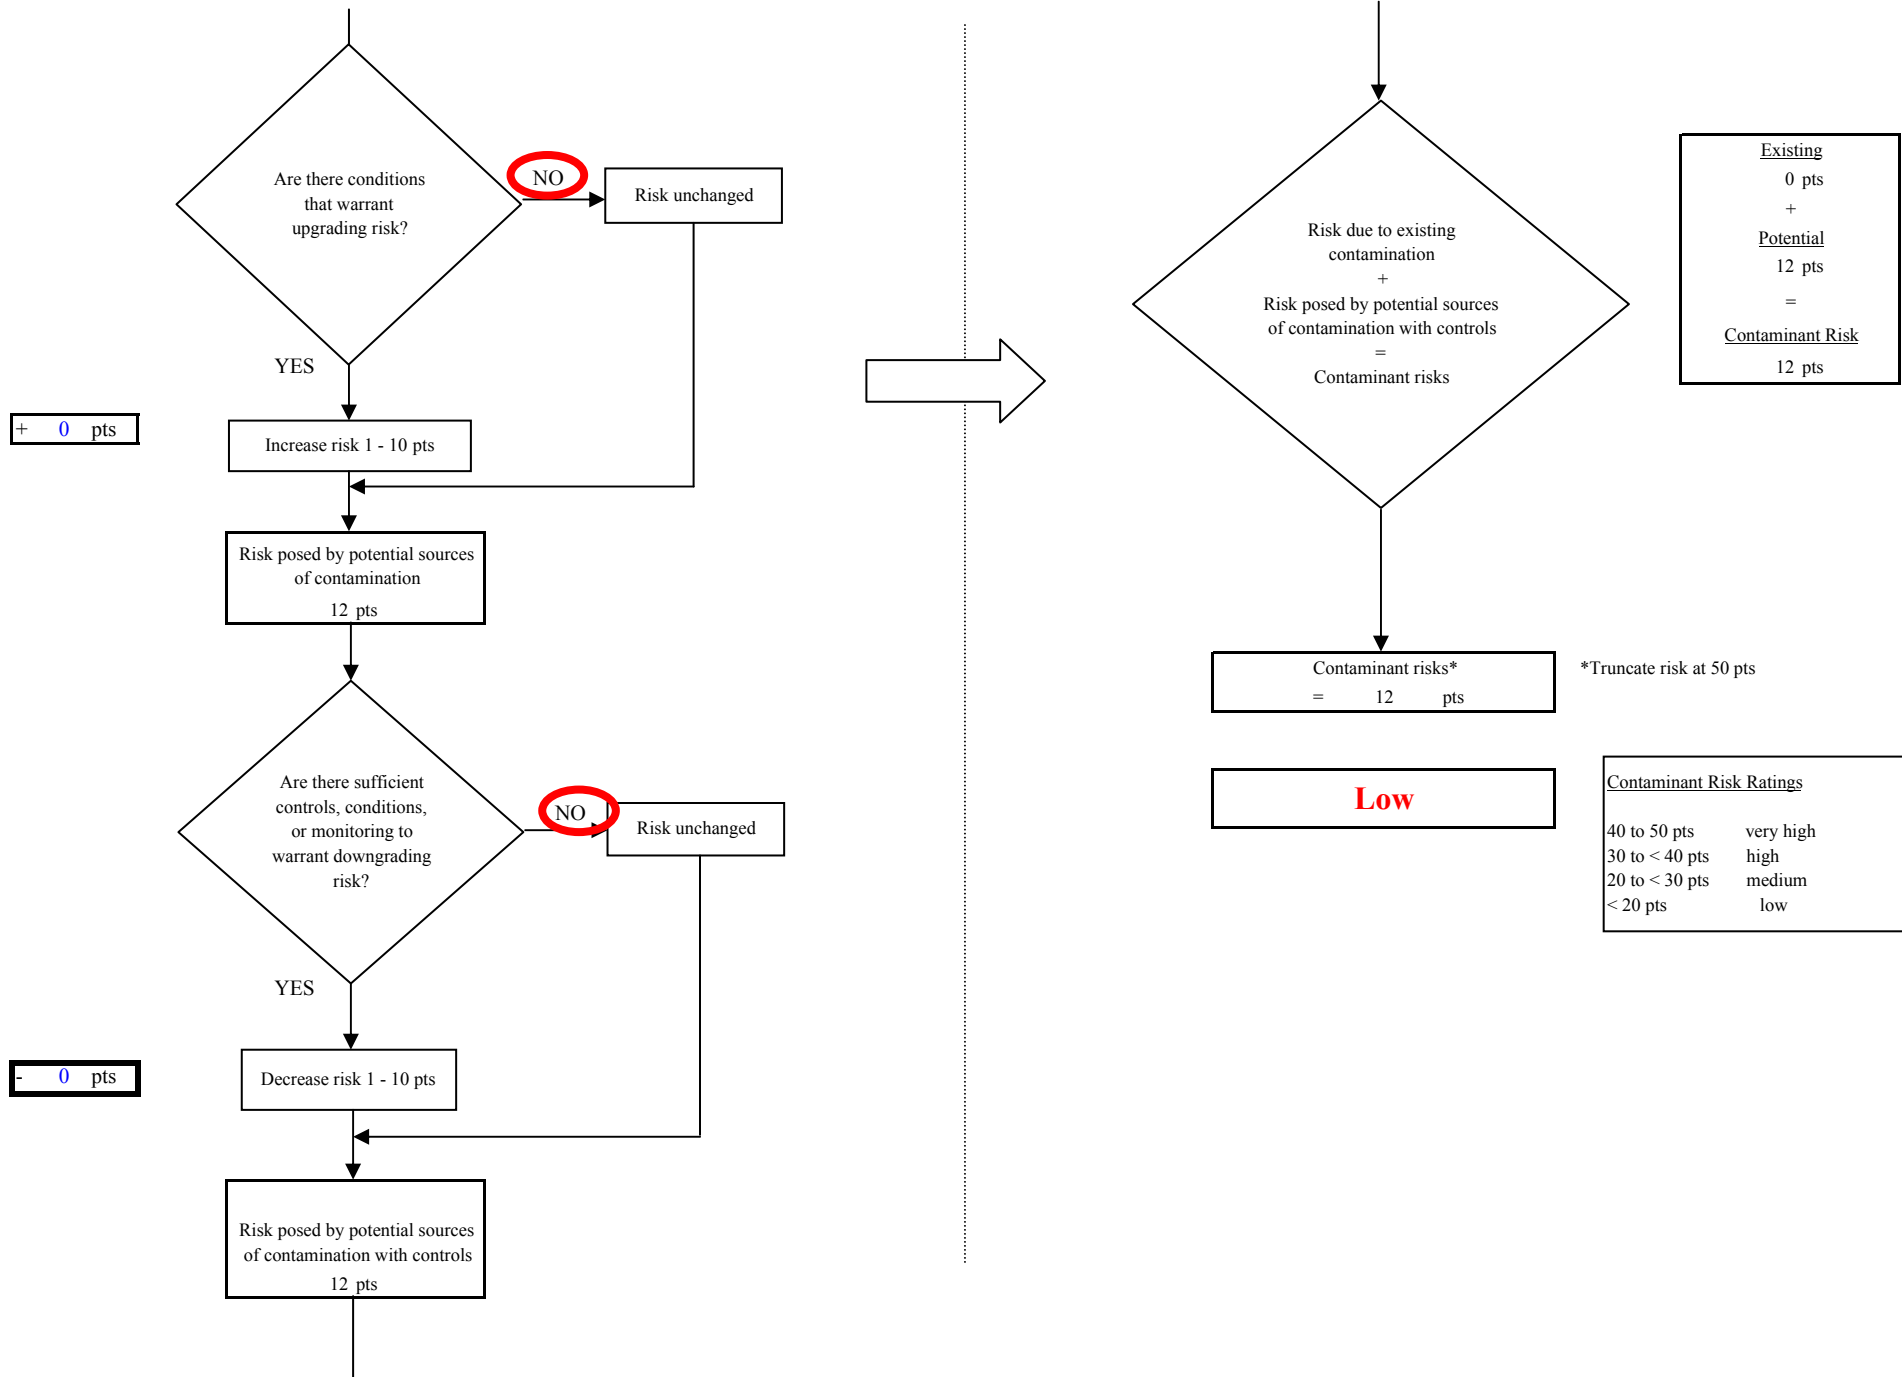 Are there conditions
that warrant
upgrading risk?
NO
Risk unchanged
YES
+ 0 pts
Increase risk 1 - 10 pts
Risk posed by potential sources
of contamination
12 pts
Are there sufficient
controls, conditions,
or monitoring to
warrant downgrading
risk?
NO
Risk unchanged
YES
- 0 pts
Decrease risk 1 - 10 pts
Risk posed by potential sources
of contamination with controls
12 pts
Risk due to existing
contamination
+
Risk posed by potential sources
of contamination with controls
=
Contaminant risks
Existing
0 pts
+
Potential
12 pts
=
Contaminant Risk
12 pts
Contaminant risks*
= 12 pts
*Truncate risk at 50 pts
Low
Contaminant Risk Ratings
40 to 50 pts very high
30 to < 40 pts high
20 to < 30 pts medium
< 20 pts low